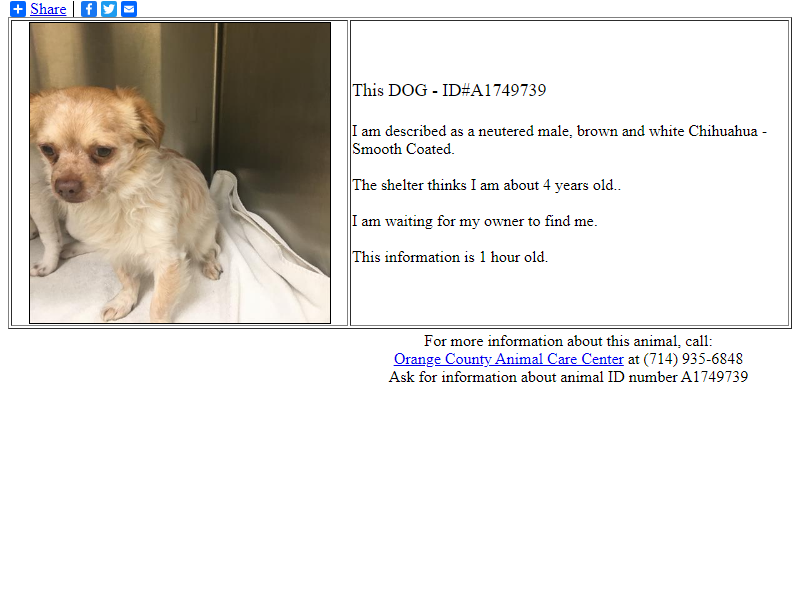 Share
This DOG - ID#A1749739
I am described as a neutered male, brown and white Chihuahua -
Smooth Coated.
The shelter thinks I am about 4 years old..
I am waiting for my owner to find me.
This information is 1 hour old.
For more information about this animal, call:
Orange County Animal Care Center at (714) 935-6848
Ask for information about animal ID number A1749739